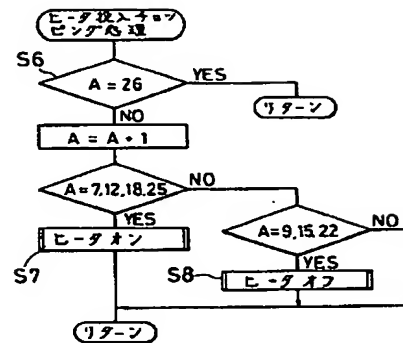 ヒータ投入チョッ
ピング処理
S6
A=26
YES
リターン
NO
A=A+1
A=7,12,18,25
NO
YES
ヒータオン
S7
A=9,15,22
NO
YES
ヒータオフ
S8
リターン